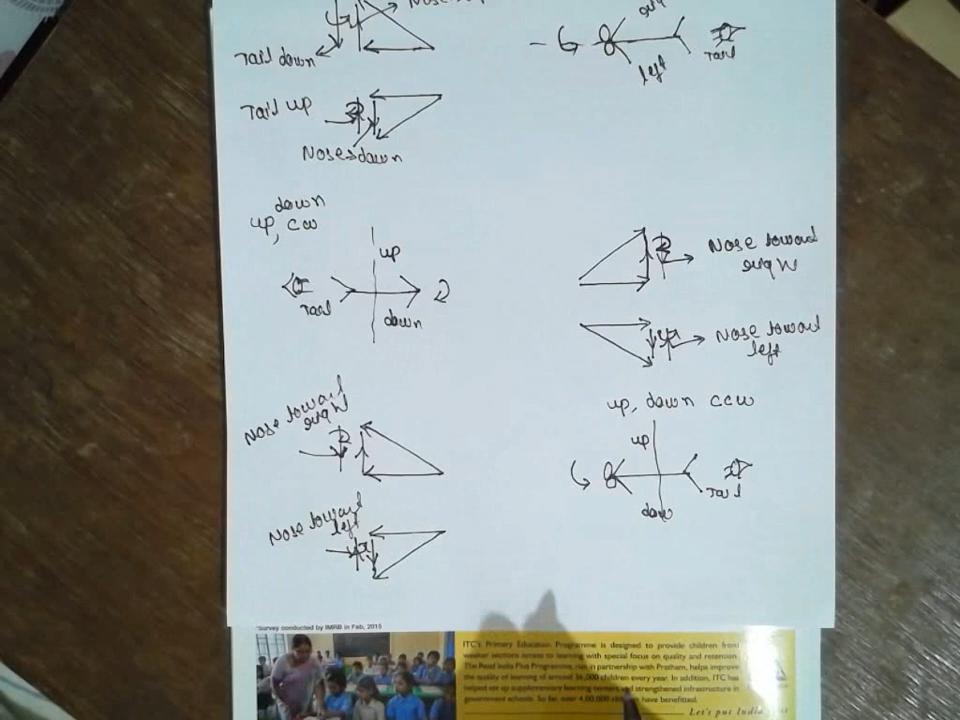 Tail down
Tail
left
Tail up
Nose down
down
up, cw
up
Tail
down
Nose toward
Nose toward
left
up, down ccw
up
Tail
down
Nose toward
Nose toward
left
*Survey conducted by IMRB in Feb, 2015
ITC's Primary Education Programme is designed to provide children from
weaker sections access to learning with special focus on quality and retention.
The Read India Plus Programme, run in partnership with Pratham, helps improve
the quality of learning of around 36,000 children every year. In addition, ITC has
helped set up supplementary learning centers and strengthened infrastructure in
government schools. So far, over 4,00,000 children have benefitted.
Let's put India first